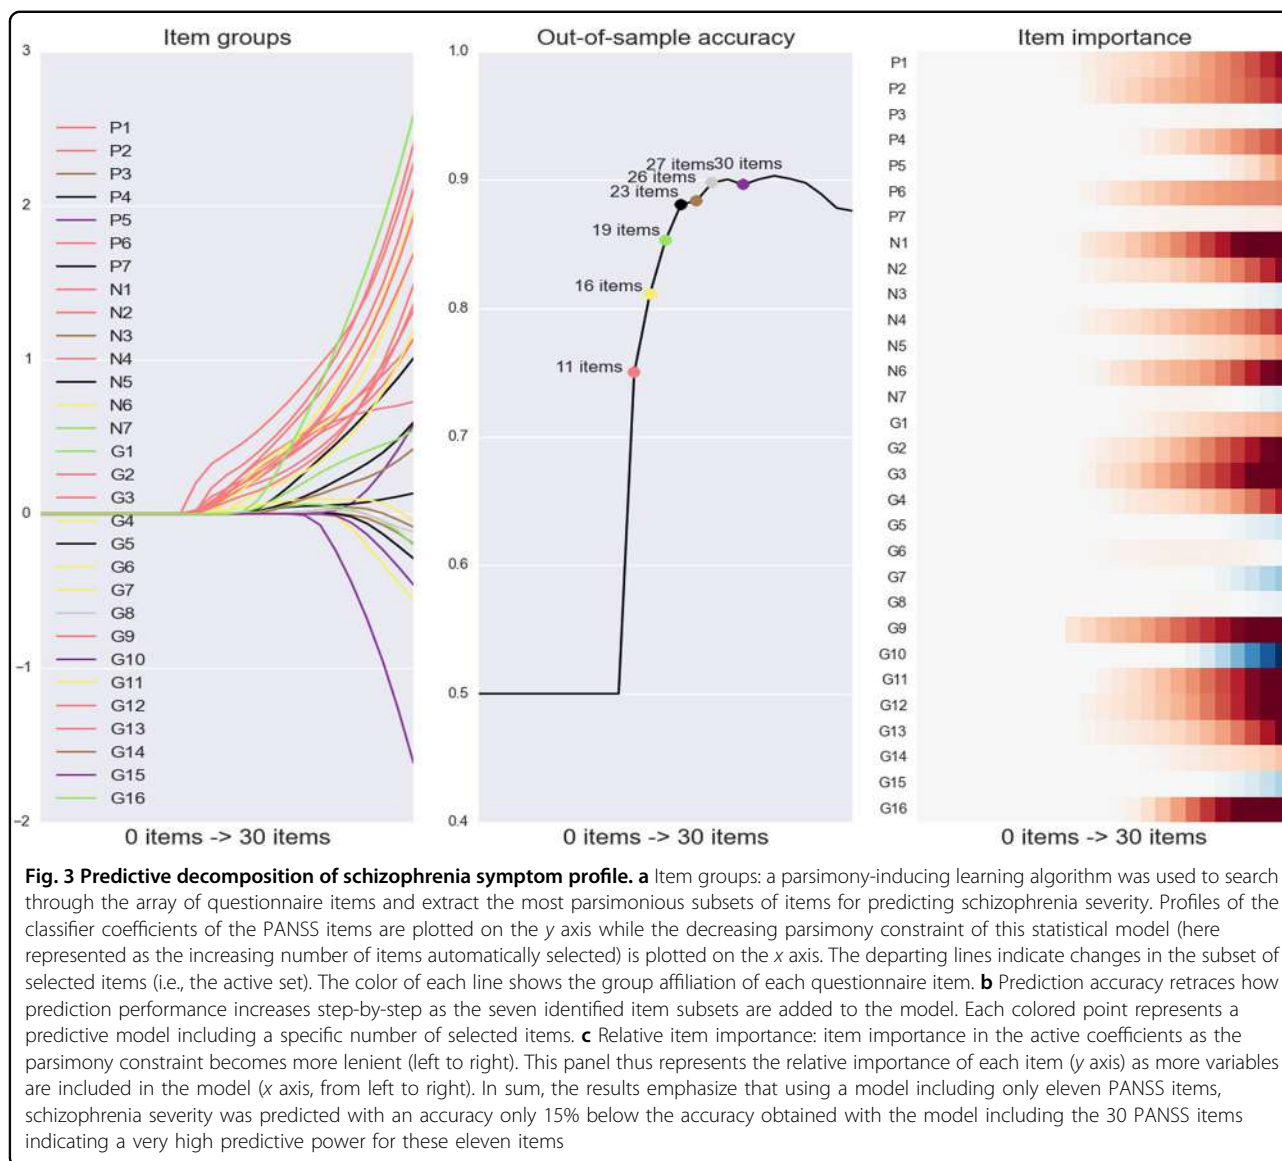 Item groups
3
2
1
0
−1
−2
P1
P2
P3
P4
P5
P6
P7
N1
N2
N3
N4
N5
N6
N7
G1
G2
G3
G4
G5
G6
G7
G8
G9
G10
G11
G12
G13
G14
G15
G16
0 items -> 30 items
Out-of-sample accuracy
1.0
0.9
0.8
0.7
0.6
0.5
0.4
27 items
30 items
26 items
23 items
19 items
16 items
11 items
0 items -> 30 items
Item importance
P1
P2
P3
P4
P5
P6
P7
N1
N2
N3
N4
N5
N6
N7
G1
G2
G3
G4
G5
G6
G7
G8
G9
G10
G11
G12
G13
G14
G15
G16
0 items -> 30 items
Fig. 3 Predictive decomposition of schizophrenia symptom profile. a Item groups: a parsimony-inducing learning algorithm was used to search
through the array of questionnaire items and extract the most parsimonious subsets of items for predicting schizophrenia severity. Profiles of the
classifier coefficients of the PANSS items are plotted on the y axis while the decreasing parsimony constraint of this statistical model (here
represented as the increasing number of items automatically selected) is plotted on the x axis. The departing lines indicate changes in the subset of
selected items (i.e., the active set). The color of each line shows the group affiliation of each questionnaire item. b Prediction accuracy retraces how
prediction performance increases step-by-step as the seven identified item subsets are added to the model. Each colored point represents a
predictive model including a specific number of selected items. c Relative item importance: item importance in the active coefficients as the
parsimony constraint becomes more lenient (left to right). This panel thus represents the relative importance of each item (y axis) as more variables
are included in the model (x axis, from left to right). In sum, the results emphasize that using a model including only eleven PANSS items,
schizophrenia severity was predicted with an accuracy only 15% below the accuracy obtained with the model including the 30 PANSS items
indicating a very high predictive power for these eleven items